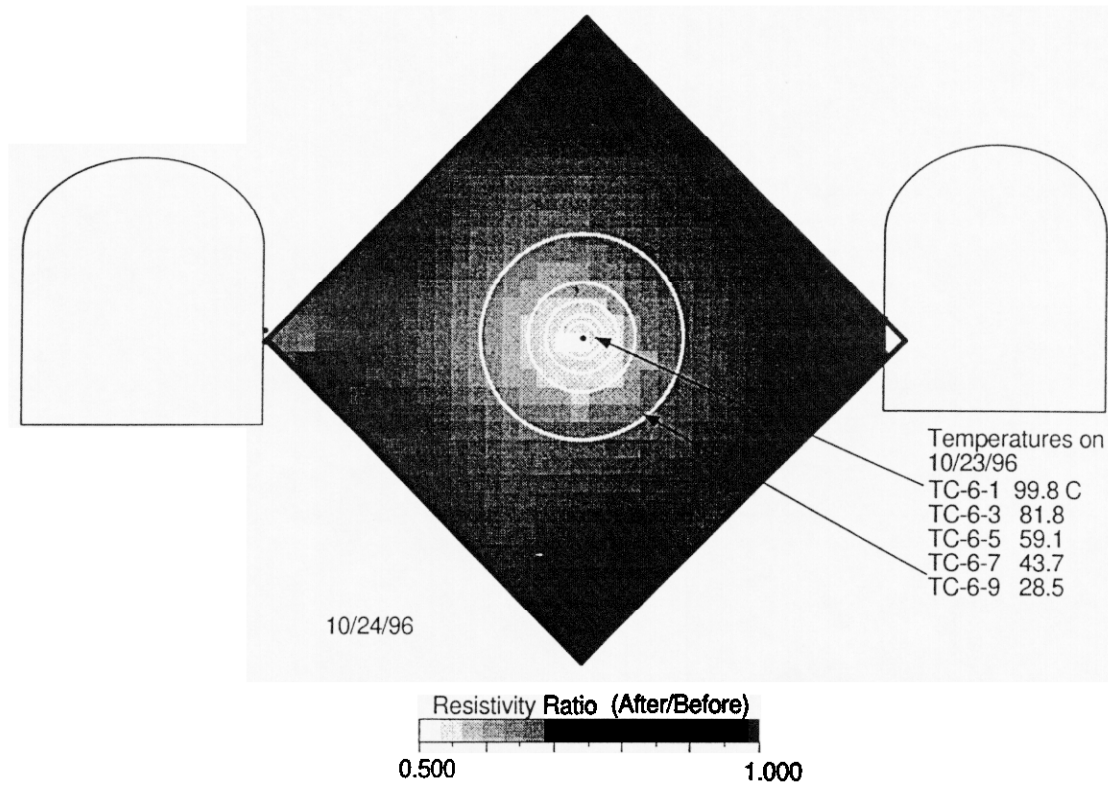 Temperatures on
10/23/96
TC-6-1 99.8 C
TC-6-3 81.8
TC-6-5 59.1
TC-6-7 43.7
TC-6-9 28.5
10/24/96
Resistivity Ratio (After/Before)
0.500 1.000